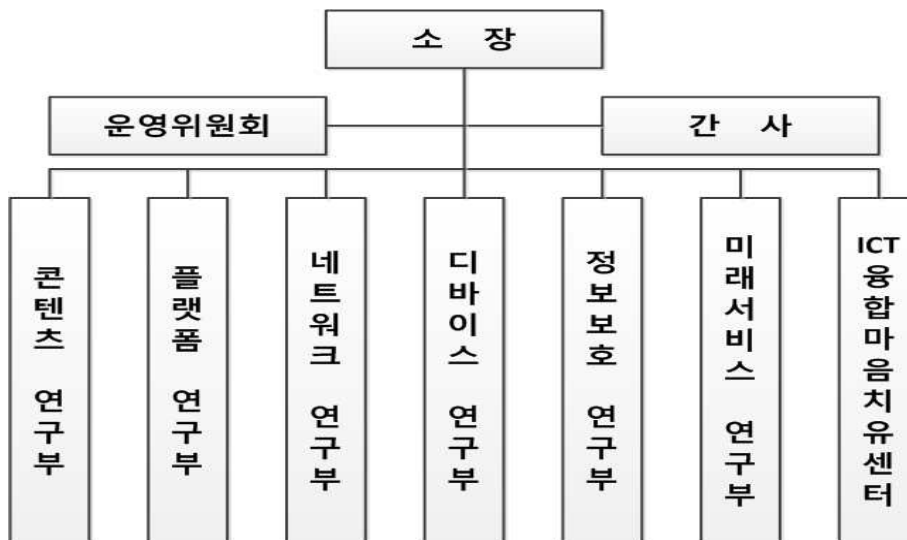 소 장
운영위원회
간 사
콘텐츠 연구부
플랫폼 연구부
네트워크 연구부
디바이스 연구부
정보보호 연구부
미래서비스 연구부
ICT융합마음치유센터